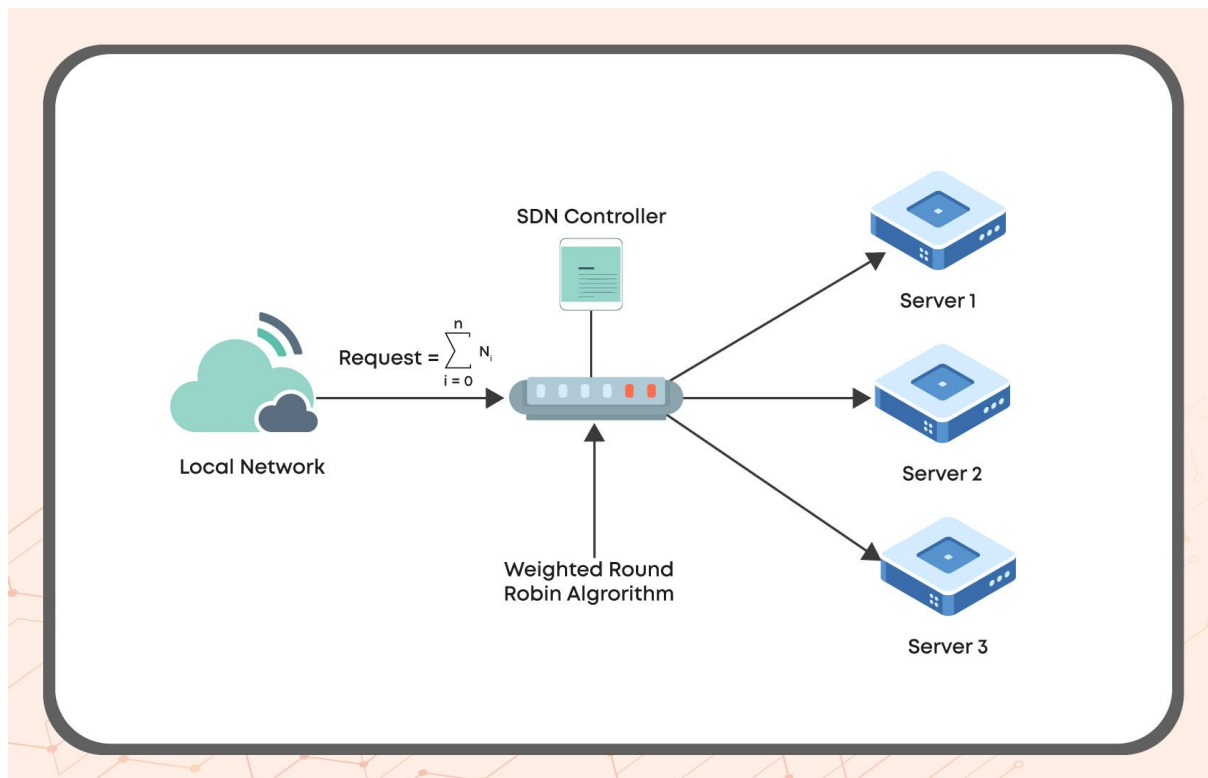 SDN Controller
Server 1
n
Request = ∑ Nᵢ
i = 0
Local Network
Server 2
Weighted Round
Robin Algrorithm
Server 3